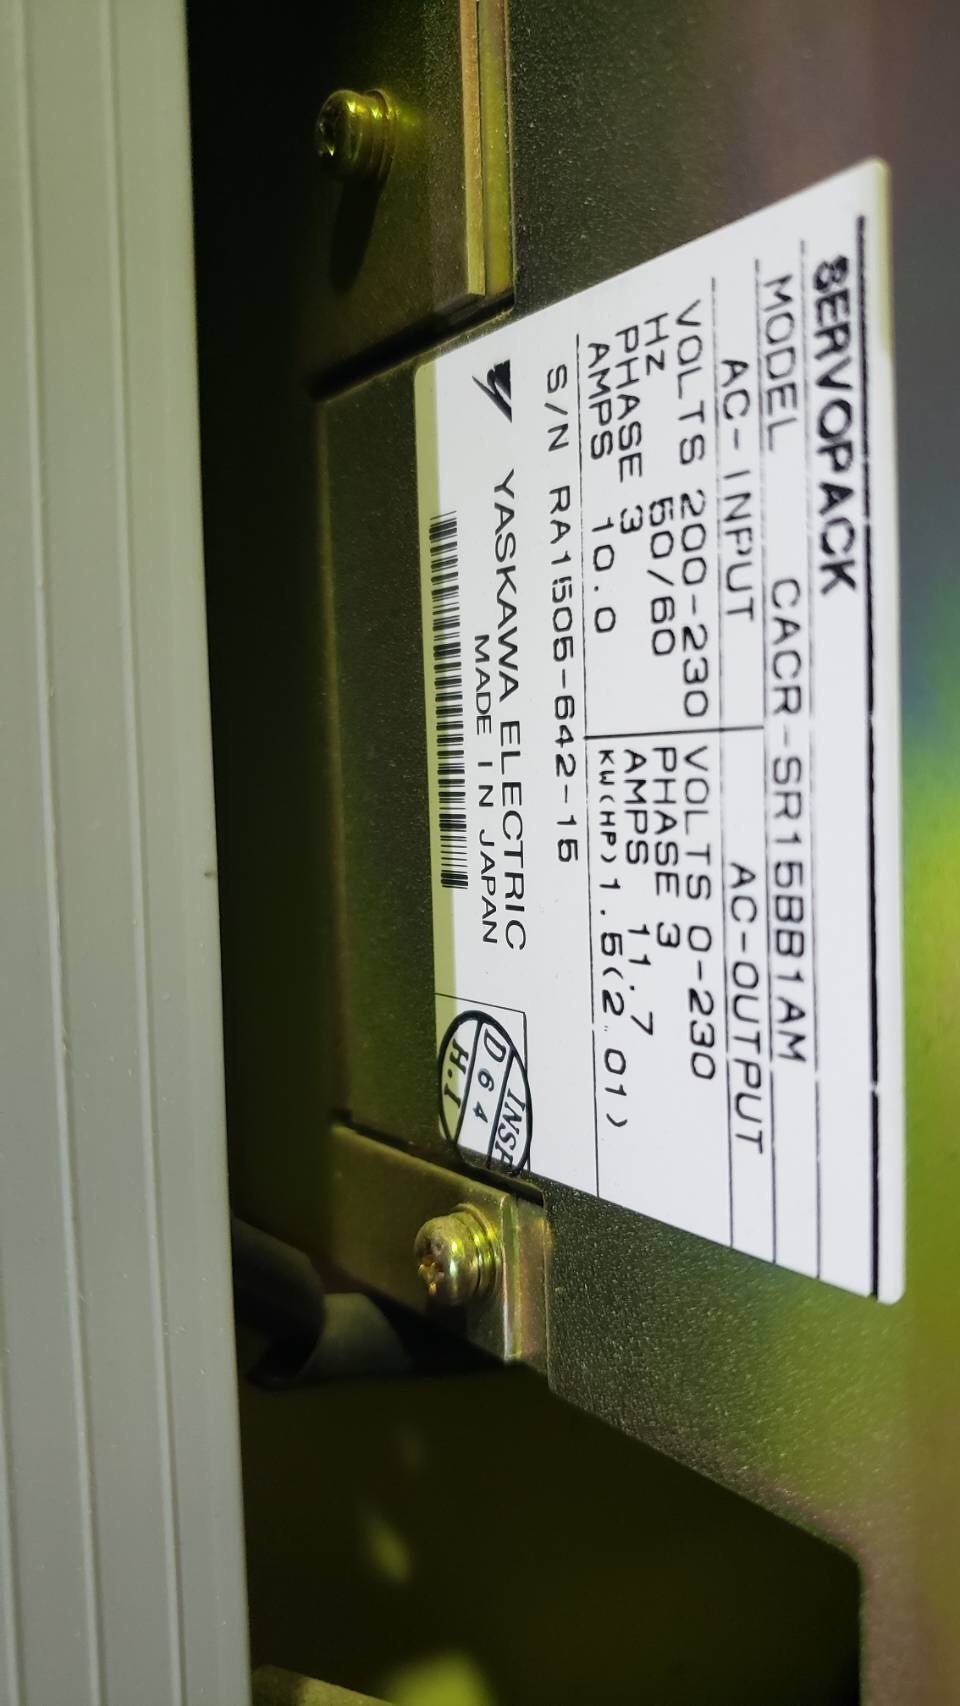 SERVOPACK
MODEL CACR-SR15BB1AM
AC-INPUT AC-OUTPUT
VOLTS 200-230 VOLTS 0-230
Hz 50/60 PHASE 3
PHASE 3 AMPS 11.7
AMPS 10.0 KW(HP) 1.5(2.01)
S/N RA1505-642-15
YASKAWA ELECTRIC
MADE IN JAPAN
INSP
D 6 4
H.I